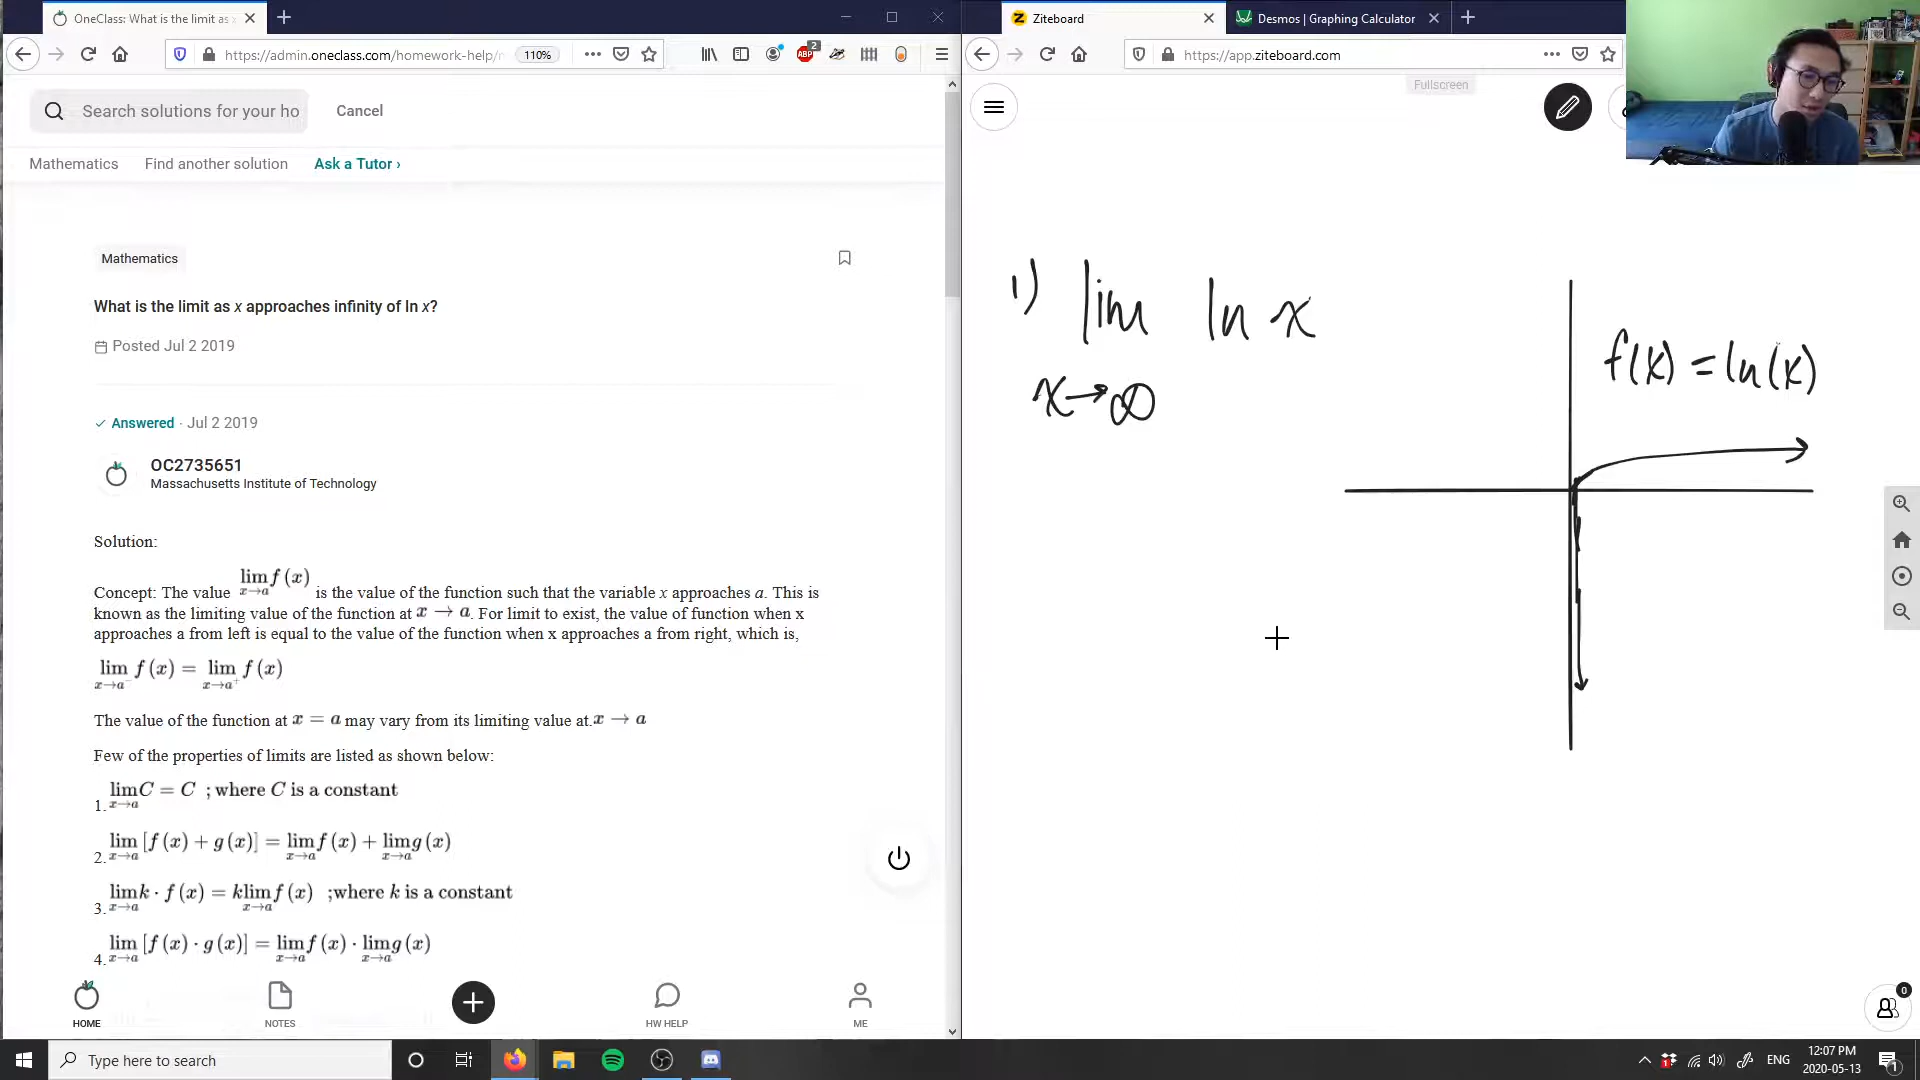 OneClass: What is the limit as
Ziteboard
Desmos | Graphing Calculator
https://admin.oneclass.com/homework-help/
110%
ABP
2
https://app.ziteboard.com
Fullscreen
Search solutions for your ho
Cancel
Mathematics
Find another solution
Ask a Tutor ›
Mathematics
What is the limit as x approaches infinity of ln x?
Posted Jul 2 2019
Answered · Jul 2 2019
OC2735651
Massachusetts Institute of Technology
Solution:
Concept: The value lim x→a f (x) is the value of the function such that the variable x approaches a. This is
known as the limiting value of the function at x → a. For limit to exist, the value of function when x
approaches a from left is equal to the value of the function when x approaches a from right, which is,
lim x→a⁻ f (x) = lim x→a⁺ f (x)
The value of the function at x = a may vary from its limiting value at. x → a
Few of the properties of limits are listed as shown below:
1. lim x→a C = C ; where C is a constant
2. lim x→a [f (x) + g (x)] = lim x→a f (x) + lim x→a g (x)
3. lim x→a k · f (x) = k lim x→a f (x) ;where k is a constant
4. lim x→a [f (x) · g (x)] = lim x→a f (x) · lim x→a g (x)
HOME
NOTES
HW HELP
ME
1) lim ln x
x→∞
f(x) = ln(x)
0
Type here to search
ENG
12:07 PM
2020-05-13
1